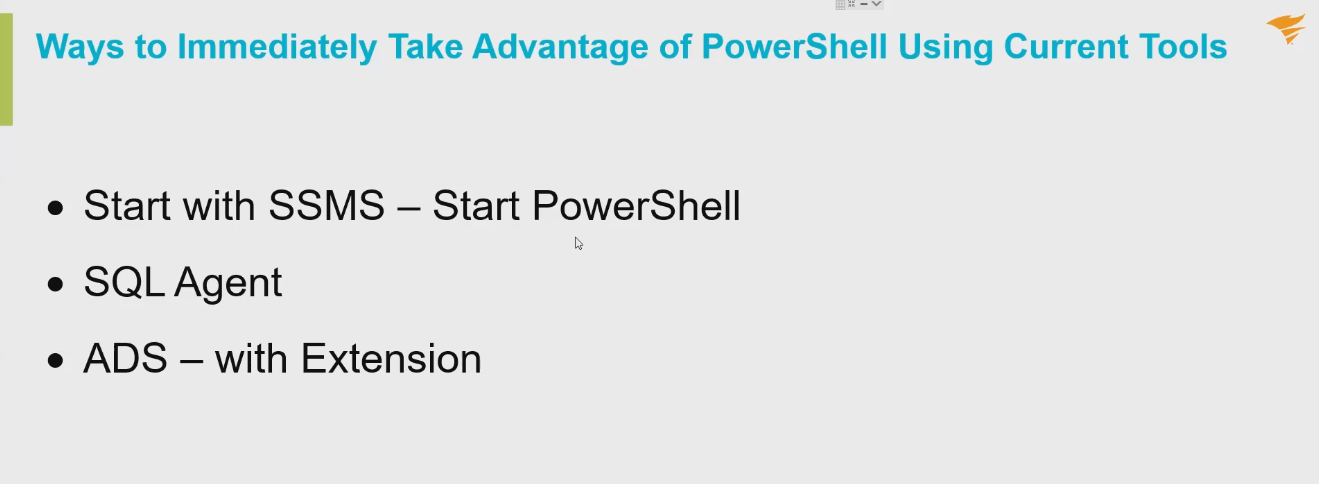 Ways to Immediately Take Advantage of PowerShell Using Current Tools
• Start with SSMS – Start PowerShell
• SQL Agent
• ADS – with Extension